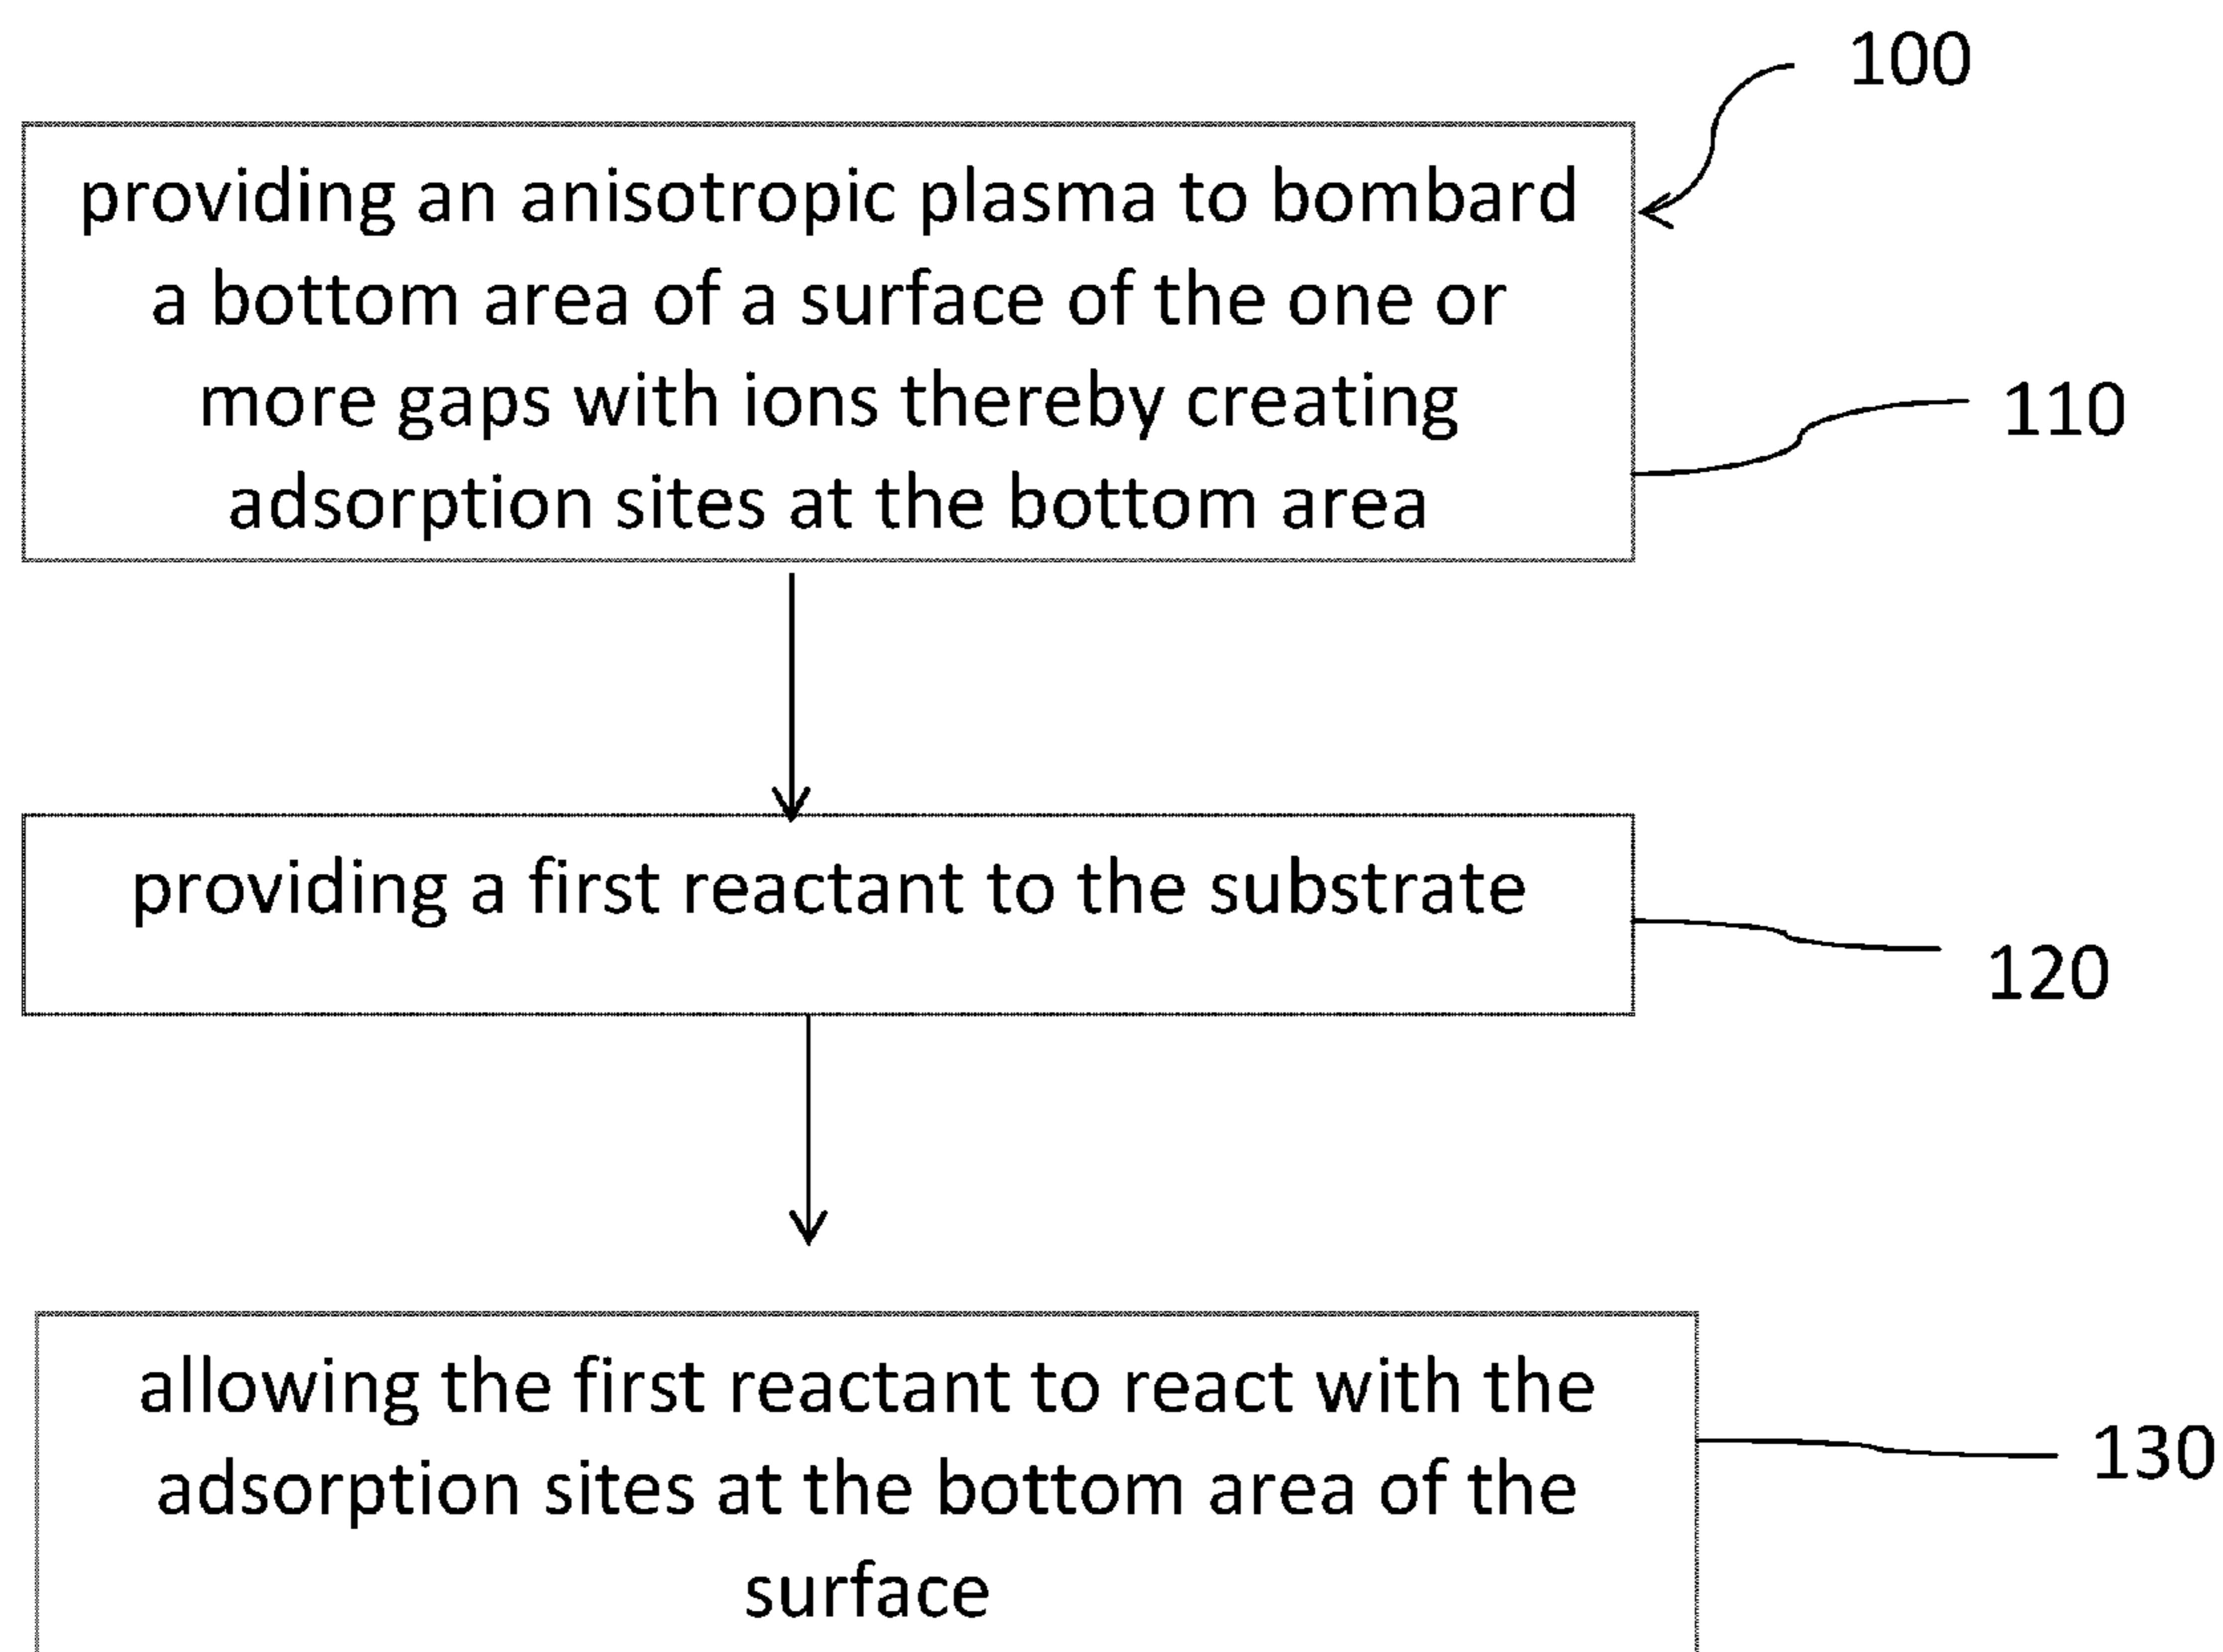 100
providing an anisotropic plasma to bombard
a bottom area of a surface of the one or
more gaps with ions thereby creating
adsorption sites at the bottom area
110
providing a first reactant to the substrate
120
allowing the first reactant to react with the
adsorption sites at the bottom area of the
surface
130